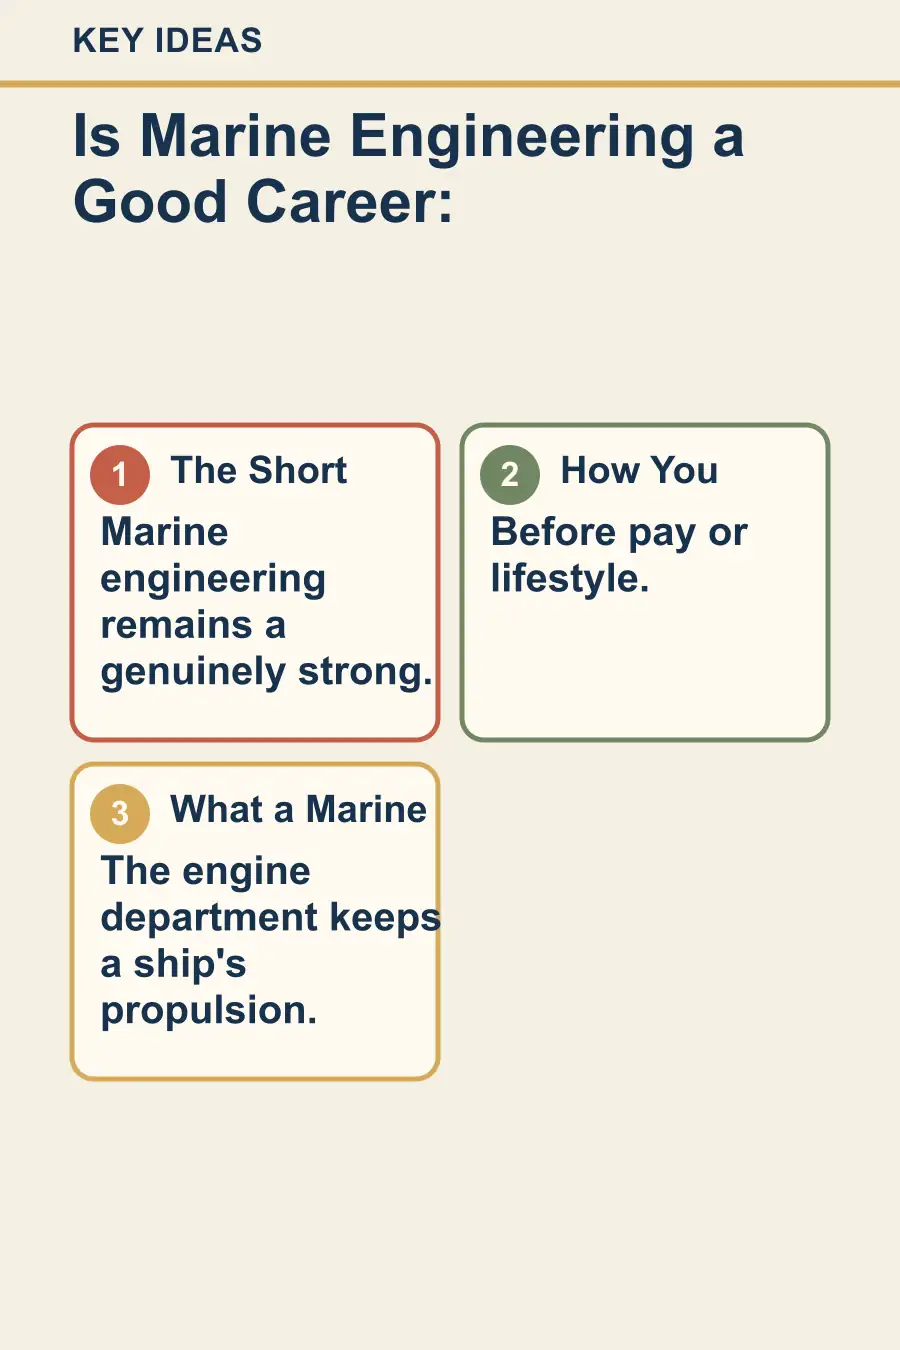 KEY IDEAS
Is Marine Engineering a
Good Career:
1 The Short
Marine
engineering
remains a
genuinely strong.
2 How You
Before pay or
lifestyle.
3 What a Marine
The engine
department keeps
a ship's
propulsion.